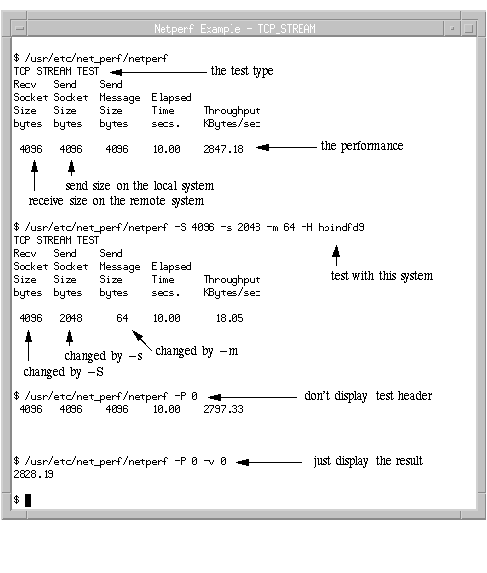 Netperf Example - TCP_STREAM
$ /usr/etc/net_perf/netperf
TCP STREAM TEST
the test type
Recv Send Send
Socket Socket Message Elapsed
Size Size Size Time Throughput
bytes bytes bytes secs. KBytes/sec
4096 4096 4096 10.00 2847.18
the performance
send size on the local system
receive size on the remote system
$ /usr/etc/net_perf/netperf -S 4096 -s 2048 -m 64 -H hpindfd9
TCP STREAM TEST
Recv Send Send
Socket Socket Message Elapsed
test with this system
Size Size Size Time Throughput
bytes bytes bytes secs. KBytes/sec
4096 2048 64 10.00 18.05
changed by -s
changed by -m
changed by -S
$ /usr/etc/net_perf/netperf -P 0
don't display test header
4096 4096 4096 10.00 2797.33
$ /usr/etc/net_perf/netperf -P 0 -v 0
just display the result
2828.19
$